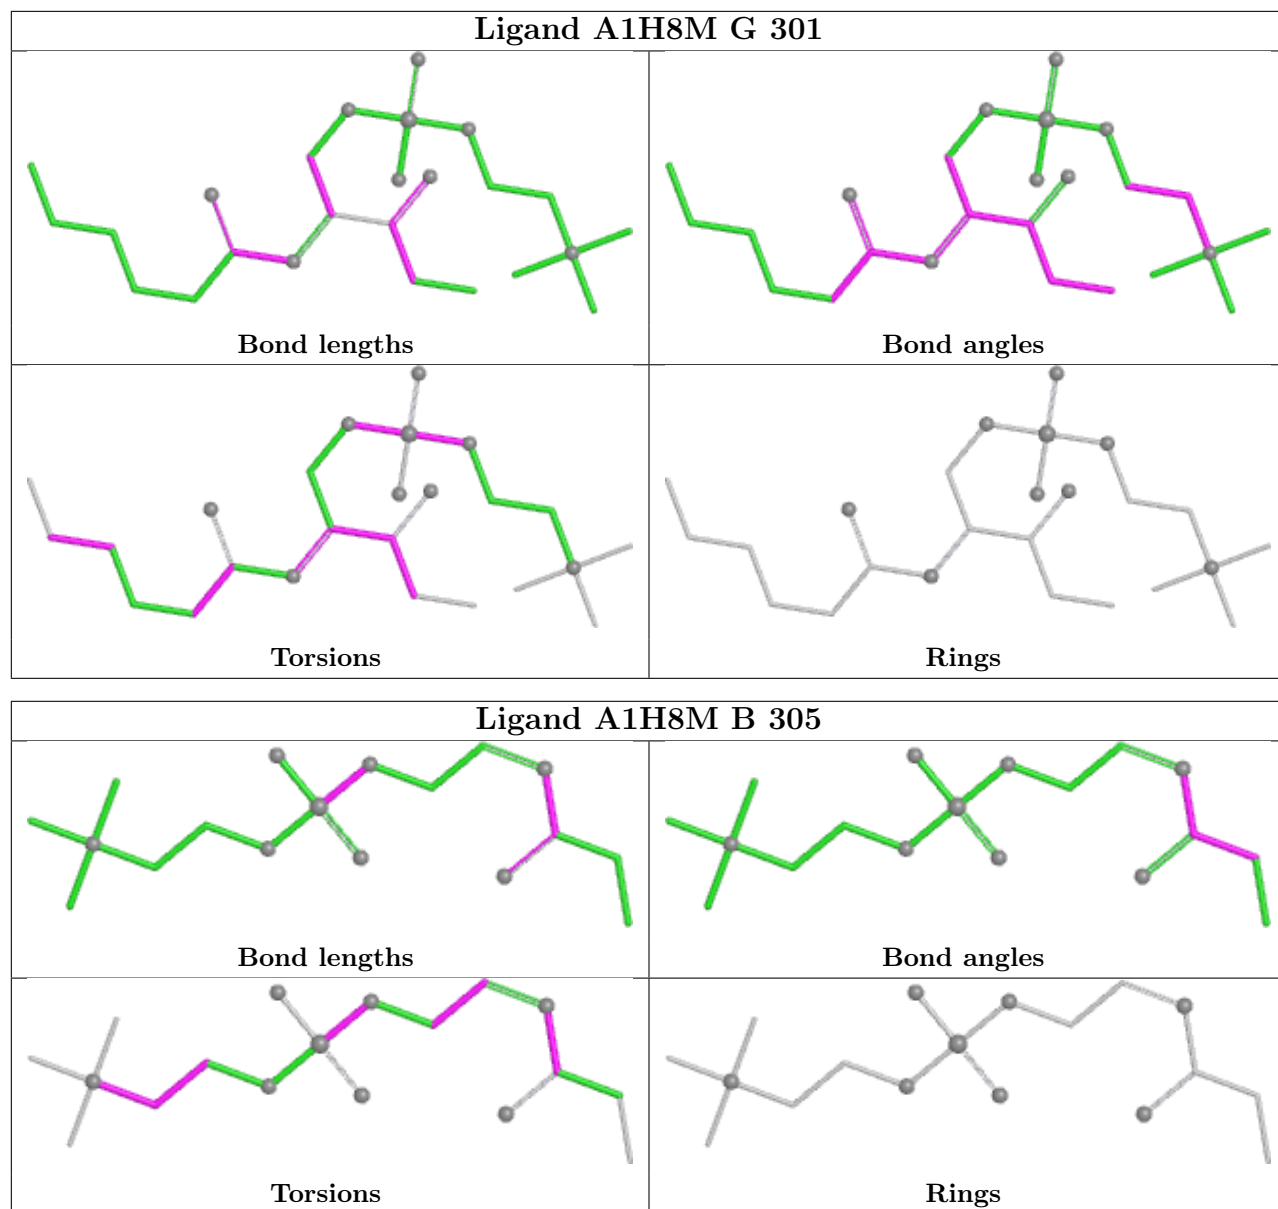 Ligand A1H8M G 301
Bond lengths
Bond angles
Torsions
Rings
Ligand A1H8M B 305
Bond lengths
Bond angles
Torsions
Rings